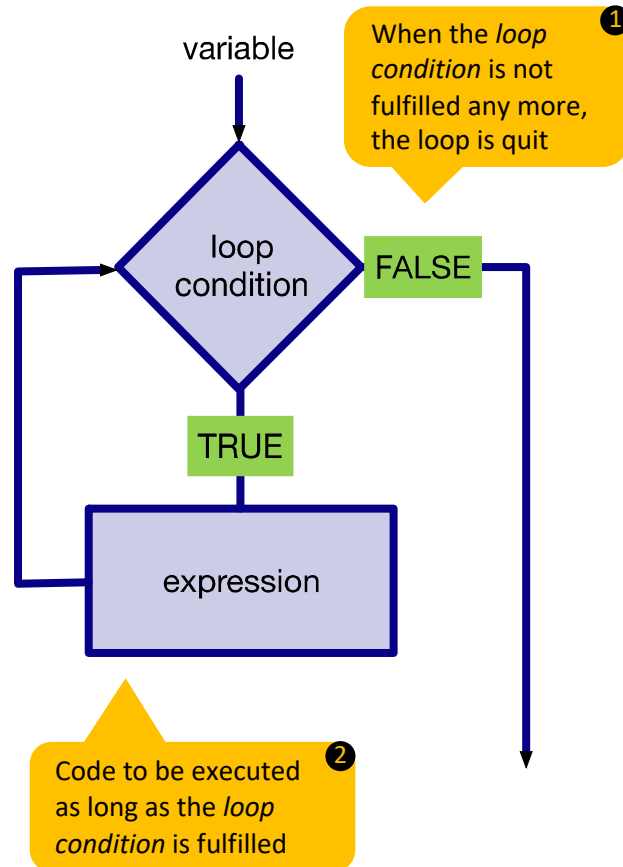 variable
1
When the loop
condition is not
fulfilled any more,
the loop is quit
loop
condition
FALSE
TRUE
expression
2
Code to be executed
as long as the loop
condition is fulfilled